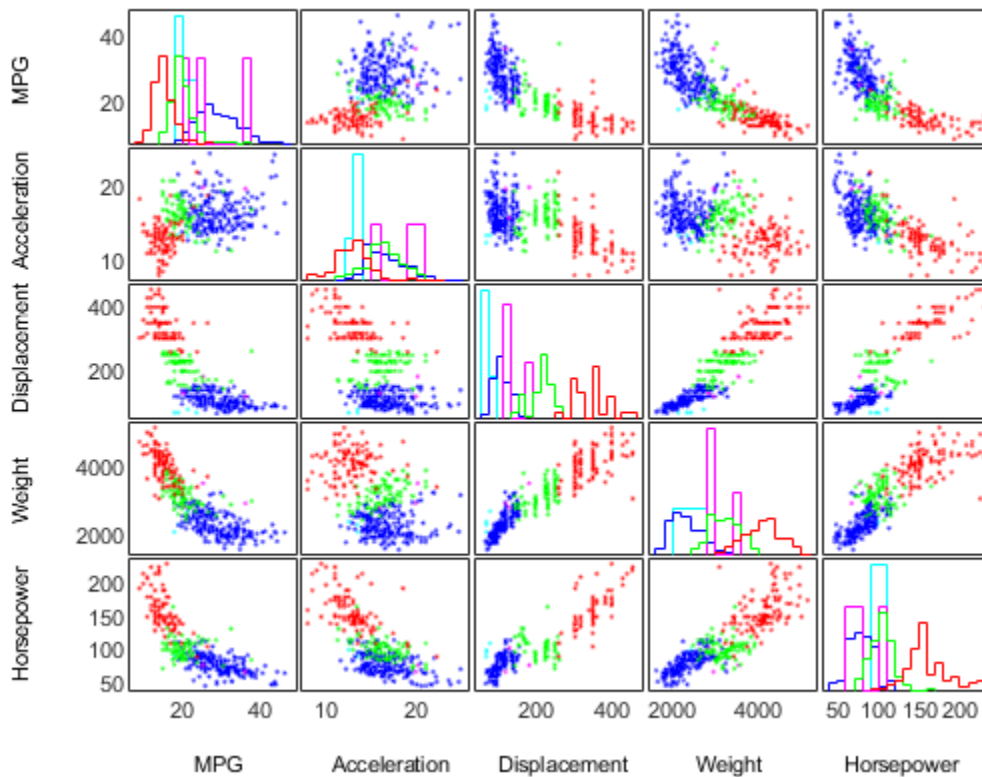 MPG
40
20
Acceleration
20
10
Displacement
400
200
Weight
4000
2000
Horsepower
200
150
100
50
20 40
10 20
200 400
2000 4000
50 100 150 200
MPG Acceleration Displacement Weight Horsepower